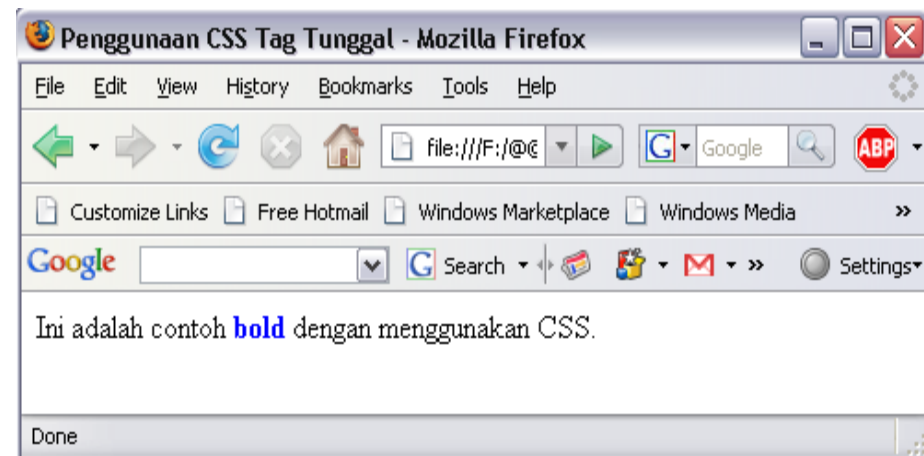 Penggunaan CSS Tag Tunggal - Mozilla Firefox
File Edit View History Bookmarks Tools Help
file:///F:/@@ G Google ABP
Customize Links Free Hotmail Windows Marketplace Windows Media »
Google G Search » Settings
Ini adalah contoh bold dengan menggunakan CSS.
Done